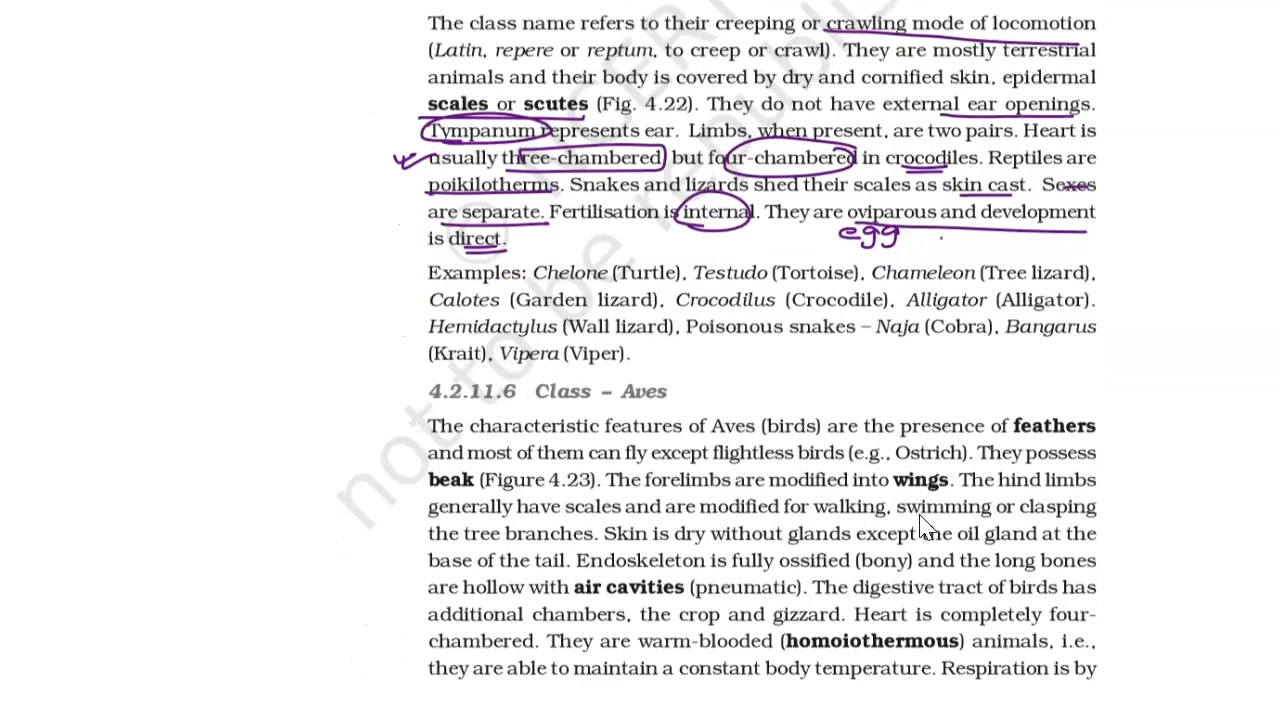 The class name refers to their creeping or crawling mode of locomotion
(Latin, repere or reptum, to creep or crawl). They are mostly terrestrial
animals and their body is covered by dry and cornified skin, epidermal
scales or scutes (Fig. 4.22). They do not have external ear openings.
Tympanum represents ear. Limbs, when present, are two pairs. Heart is
usually three-chambered but four-chambered in crocodiles. Reptiles are
poikilotherms. Snakes and lizards shed their scales as skin cast. Sexes
are separate. Fertilisation is internal. They are oviparous and development
egg
is direct.
Examples: Chelone (Turtle), Testudo (Tortoise), Chameleon (Tree lizard),
Calotes (Garden lizard), Crocodilus (Crocodile), Alligator (Alligator).
Hemidactylus (Wall lizard), Poisonous snakes – Naja (Cobra), Bangarus
(Krait), Vipera (Viper).
4.2.11.6 Class – Aves
The characteristic features of Aves (birds) are the presence of feathers
and most of them can fly except flightless birds (e.g., Ostrich). They possess
beak (Figure 4.23). The forelimbs are modified into wings. The hind limbs
generally have scales and are modified for walking, swimming or clasping
the tree branches. Skin is dry without glands except the oil gland at the
base of the tail. Endoskeleton is fully ossified (bony) and the long bones
are hollow with air cavities (pneumatic). The digestive tract of birds has
additional chambers, the crop and gizzard. Heart is completely four-
chambered. They are warm-blooded (homoiothermous) animals, i.e.,
they are able to maintain a constant body temperature. Respiration is by
© NCERT
not to be republi